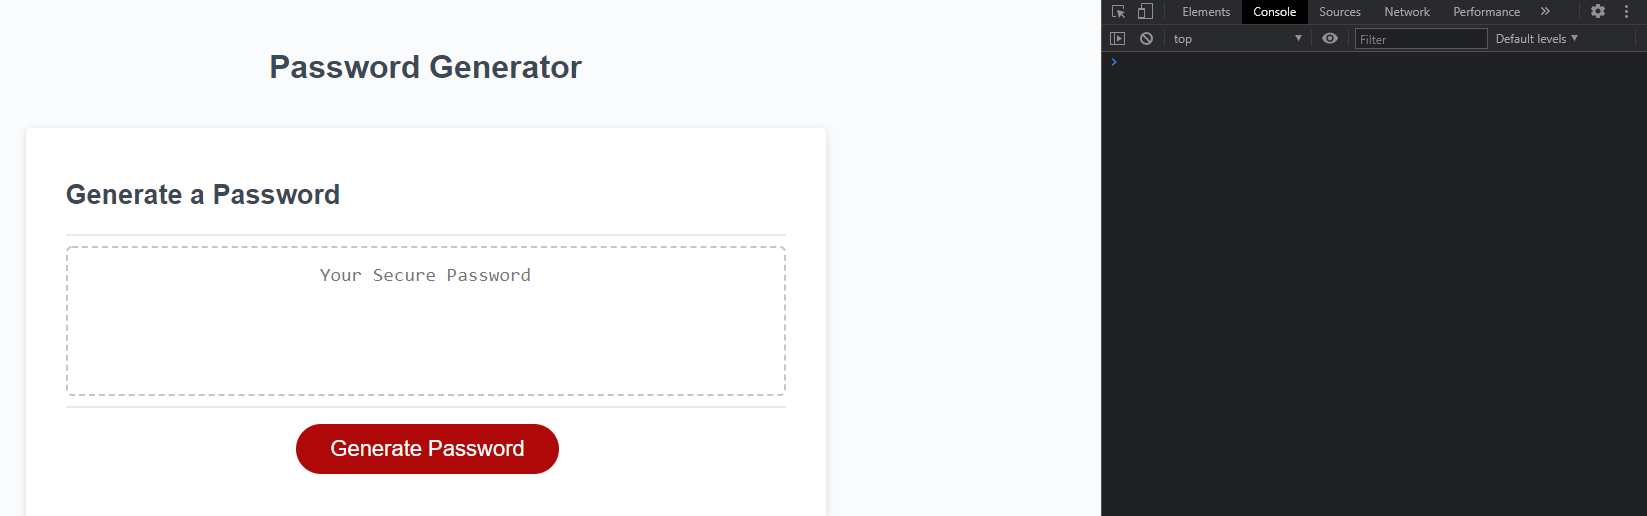 Password Generator
Generate a Password
Your Secure Password
Generate Password
Elements Console Sources Network Performance
top Filter Default levels